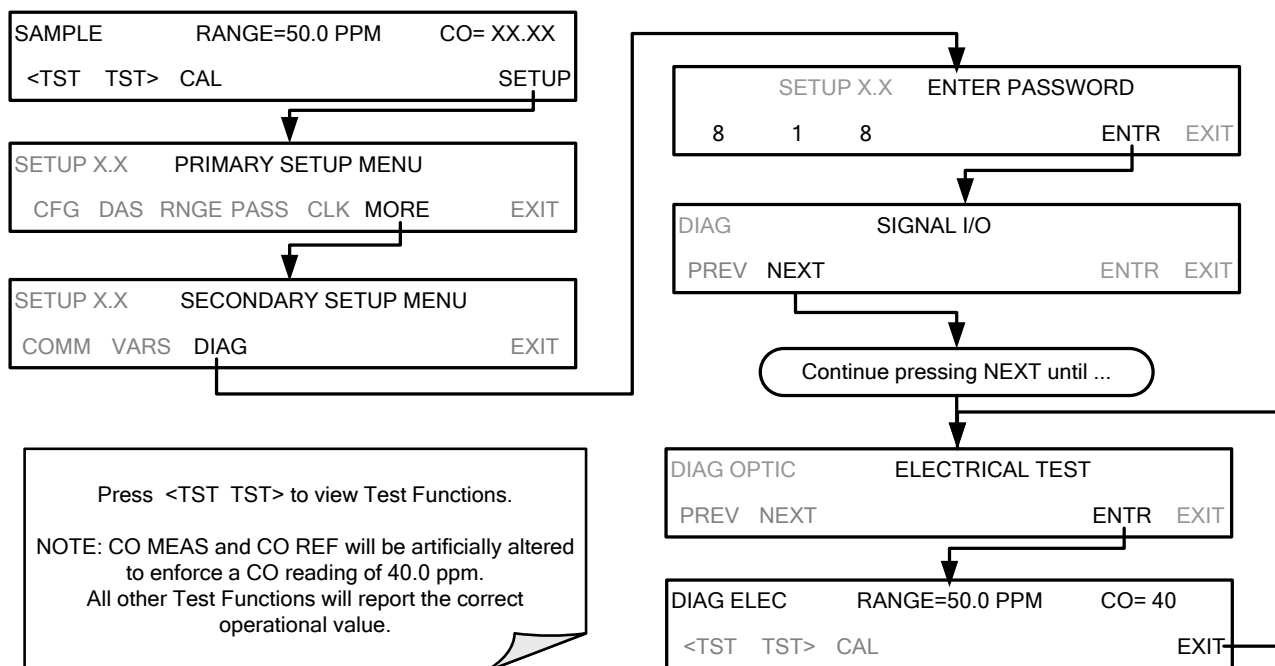 SAMPLE RANGE=50.0 PPM CO= XX.XX
<TST TST> CAL SETUP
SETUP X.X PRIMARY SETUP MENU
CFG DAS RNGE PASS CLK MORE EXIT
SETUP X.X SECONDARY SETUP MENU
COMM VARS DIAG EXIT
Press <TST TST> to view Test Functions.
NOTE: CO MEAS and CO REF will be artificially altered
to enforce a CO reading of 40.0 ppm.
All other Test Functions will report the correct
operational value.
SETUP X.X ENTER PASSWORD
8 1 8 ENTR EXIT
DIAG SIGNAL I/O
PREV NEXT ENTR EXIT
Continue pressing NEXT until ...
DIAG OPTIC ELECTRICAL TEST
PREV NEXT ENTR EXIT
DIAG ELEC RANGE=50.0 PPM CO= 40
<TST TST> CAL EXIT